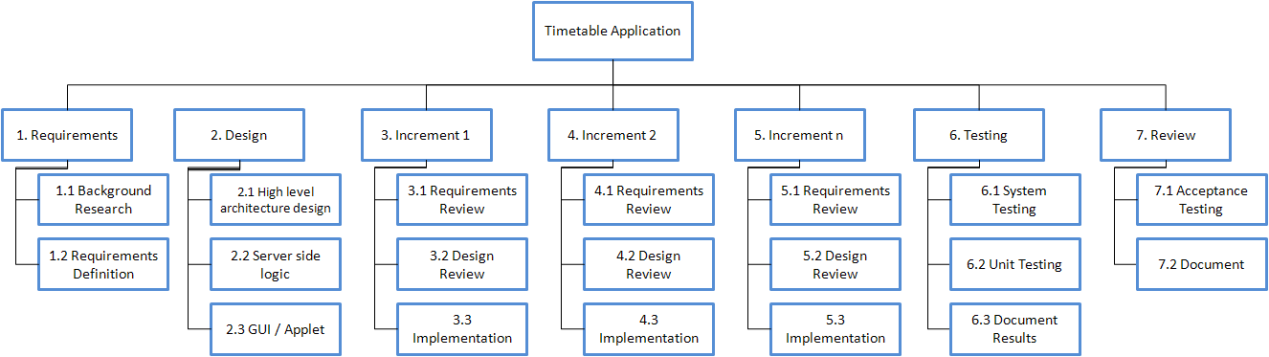 Timetable Application
1. Requirements
2. Design
3. Increment 1
4. Increment 2
5. Increment n
6. Testing
7. Review
1.1 Background
Research
1.2 Requirements
Definition
2.1 High level
architecture design
2.2 Server side
logic
2.3 GUI / Applet
3.1 Requirements
Review
3.2 Design
Review
3.3
Implementation
4.1 Requirements
Review
4.2 Design
Review
4.3
Implementation
5.1 Requirements
Review
5.2 Design
Review
5.3
Implementation
6.1 System
Testing
6.2 Unit Testing
6.3 Document
Results
7.1 Acceptance
Testing
7.2 Document